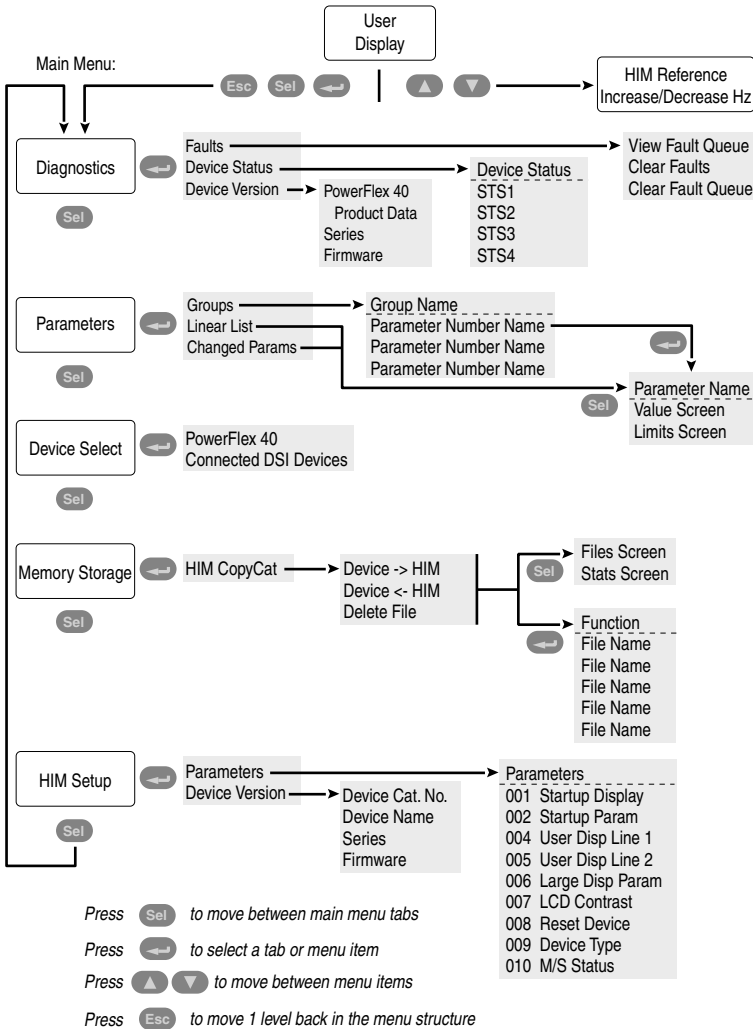 User
Display
Main Menu:
Esc Sel
HIM Reference
Increase/Decrease Hz
Diagnostics
Sel
Faults
Device Status
Device Version
PowerFlex 40
Product Data
Series
Firmware
Device Status
STS1
STS2
STS3
STS4
View Fault Queue
Clear Faults
Clear Fault Queue
Parameters
Sel
Groups
Linear List
Changed Params
Group Name
Parameter Number Name
Parameter Number Name
Parameter Number Name
Sel
Parameter Name
Value Screen
Limits Screen
Device Select
Sel
PowerFlex 40
Connected DSI Devices
Memory Storage
Sel
HIM CopyCat
Device -> HIM
Device <- HIM
Delete File
Sel
Files Screen
Stats Screen
Function
File Name
File Name
File Name
File Name
File Name
HIM Setup
Sel
Parameters
Device Version
Device Cat. No.
Device Name
Series
Firmware
Parameters
001 Startup Display
002 Startup Param
004 User Disp Line 1
005 User Disp Line 2
006 Large Disp Param
007 LCD Contrast
008 Reset Device
009 Device Type
010 M/S Status
Press Sel to move between main menu tabs
Press to select a tab or menu item
Press to move between menu items
Press Esc to move 1 level back in the menu structure